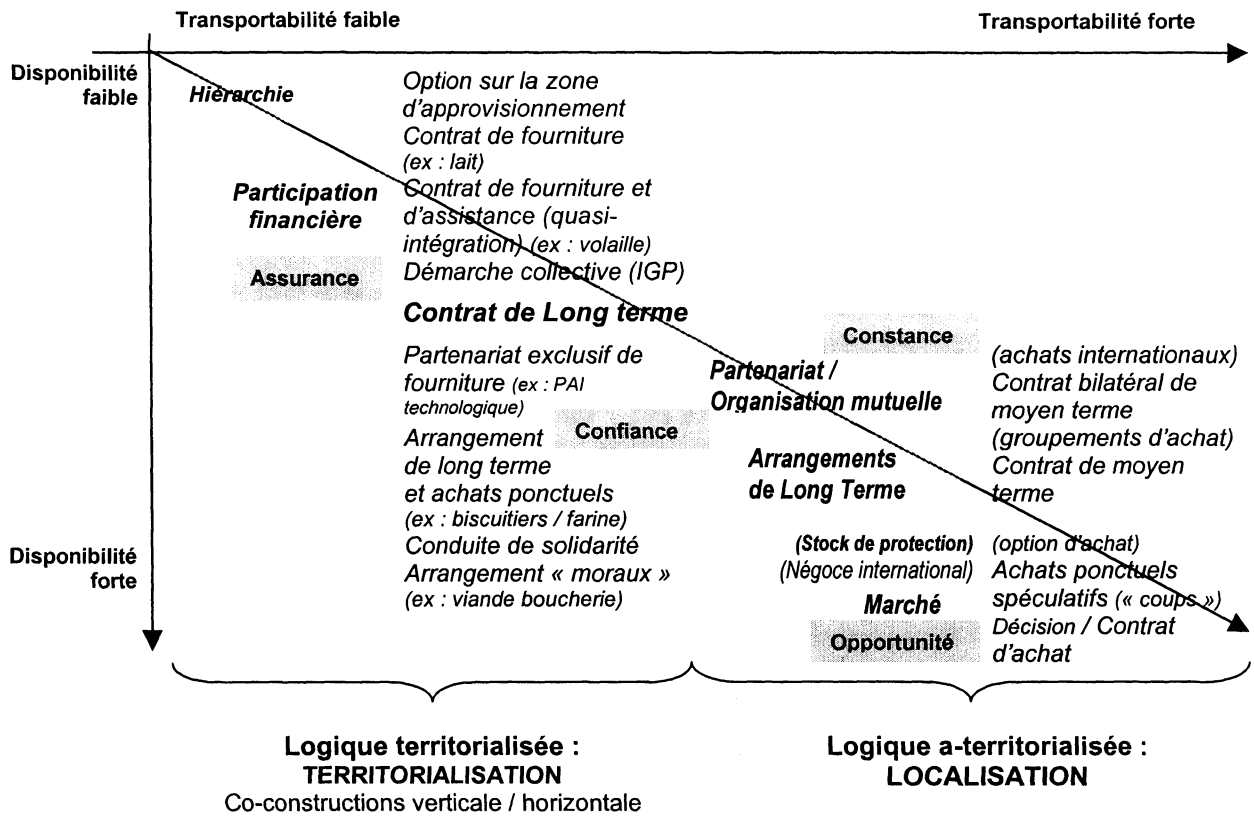 Transportabilité faible
Transportabilité forte
Disponibilité
faible
Hiérarchie
Option sur la zone
d'approvisionnement
Contrat de fourniture
(ex : lait)
Participation
financière
Contrat de fourniture et
d'assistance (quasi-
intégration) (ex : volaille)
Assurance
Démarche collective (IGP)
Contrat de Long terme
Partenariat exclusif de
fourniture (ex : PAI
technologique)
Confiance
Arrangement
de long terme
et achats ponctuels
(ex : biscuitiers / farine)
Conduite de solidarité
Arrangement « moraux »
(ex : viande boucherie)
Constance
Partenariat /
Organisation mutuelle
Arrangements
de Long Terme
(achats internationaux)
Contrat bilatéral de
moyen terme
(groupements d'achat)
Contrat de moyen
terme
Disponibilité
forte
(Stock de protection)
(Négoce international)
Marché
Opportunité
(option d'achat)
Achats ponctuels
spéculatifs (« coups »)
Décision / Contrat
d'achat
Logique territorialisée :
TERRITORIALISATION
Co-constructions verticale / horizontale
Logique a-territorialisée :
LOCALISATION